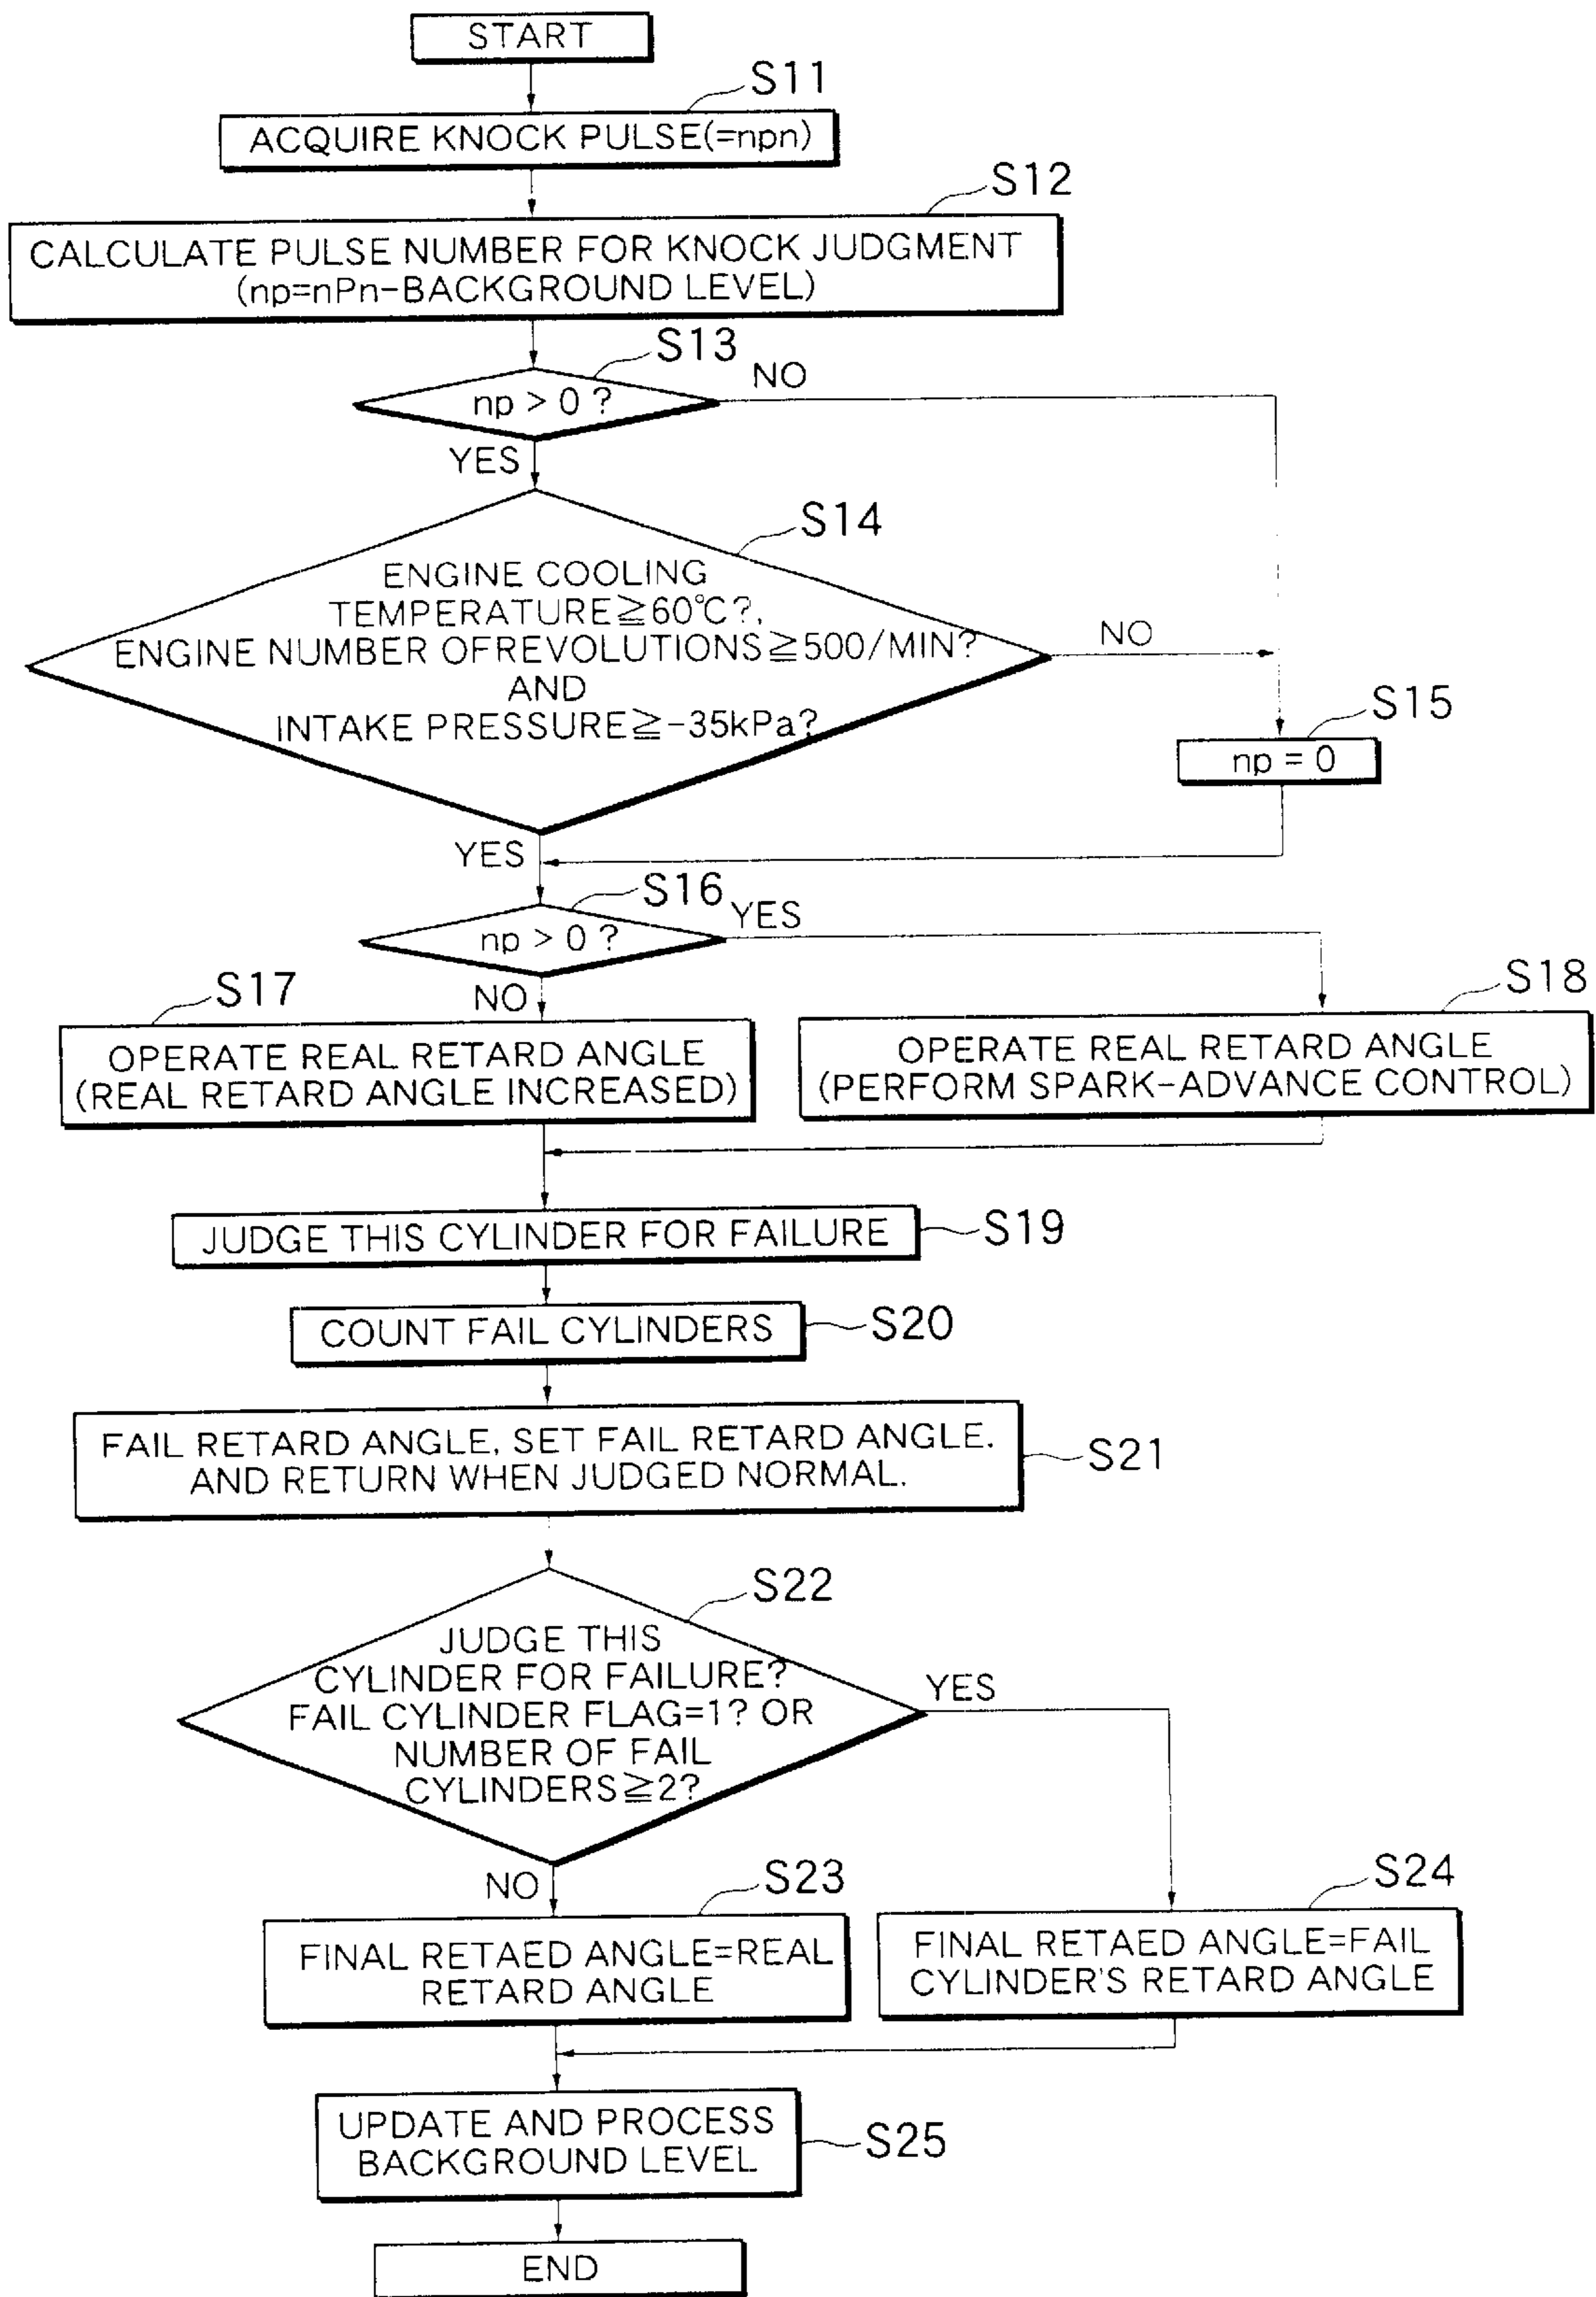 START
S11
ACQUIRE KNOCK PULSE(=npn)
S12
CALCULATE PULSE NUMBER FOR KNOCK JUDGMENT
(np=nPn-BACKGROUND LEVEL)
S13
np > 0 ?
NO
YES
S14
ENGINE COOLING
TEMPERATURE≧60℃?,
ENGINE NUMBER OFREVOLUTIONS≧500/MIN?
AND
INTAKE PRESSURE≧-35kPa?
NO
S15
np = 0
YES
S16
np > 0 ?
YES
NO
S17
OPERATE REAL RETARD ANGLE
(REAL RETARD ANGLE INCREASED)
S18
OPERATE REAL RETARD ANGLE
(PERFORM SPARK-ADVANCE CONTROL)
JUDGE THIS CYLINDER FOR FAILURE
S19
COUNT FAIL CYLINDERS
S20
FAIL RETARD ANGLE, SET FAIL RETARD ANGLE.
AND RETURN WHEN JUDGED NORMAL.
S21
S22
JUDGE THIS
CYLINDER FOR FAILURE?
FAIL CYLINDER FLAG=1? OR
NUMBER OF FAIL
CYLINDERS≧2?
YES
NO
S23
FINAL RETAED ANGLE=REAL
RETARD ANGLE
S24
FINAL RETAED ANGLE=FAIL
CYLINDER'S RETARD ANGLE
UPDATE AND PROCESS
BACKGROUND LEVEL
S25
END